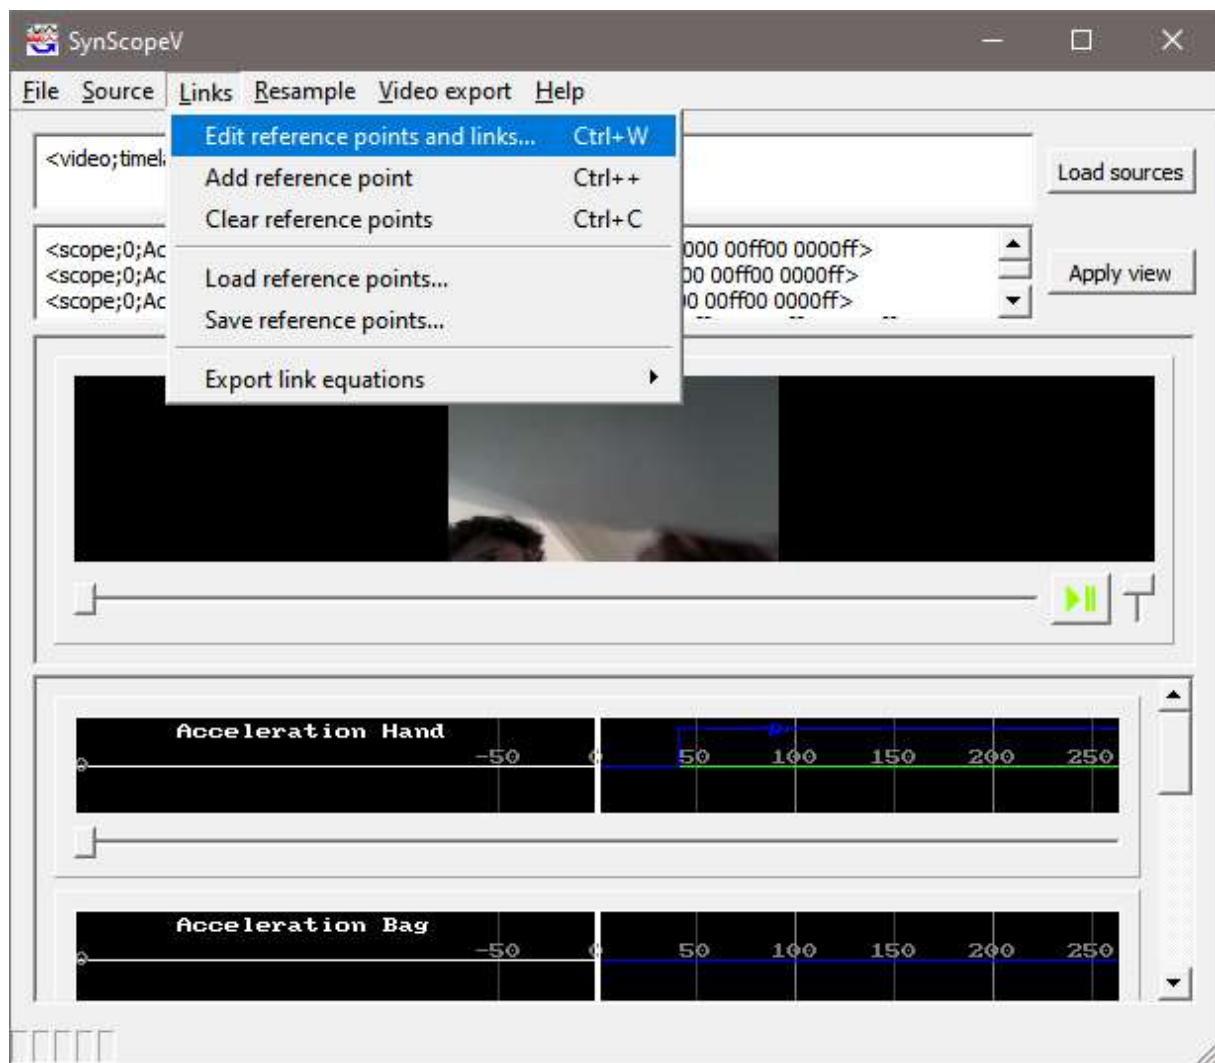 SynScopeV
File Source Links Resample Video export Help
Edit reference points and links... Ctrl+W
<video;timel
Add reference point Ctrl++
Load sources
Clear reference points Ctrl+C
<scope;0;Ac 000 00ff00 0000ff>
<scope;0;Ac 00 00ff00 0000ff>
<scope;0;Ac 00 00ff00 0000ff>
Apply view
Load reference points...
Save reference points...
Export link equations
Acceleration Hand
-50 0 50 100 150 200 250
Acceleration Bag
-50 0 50 100 150 200 250